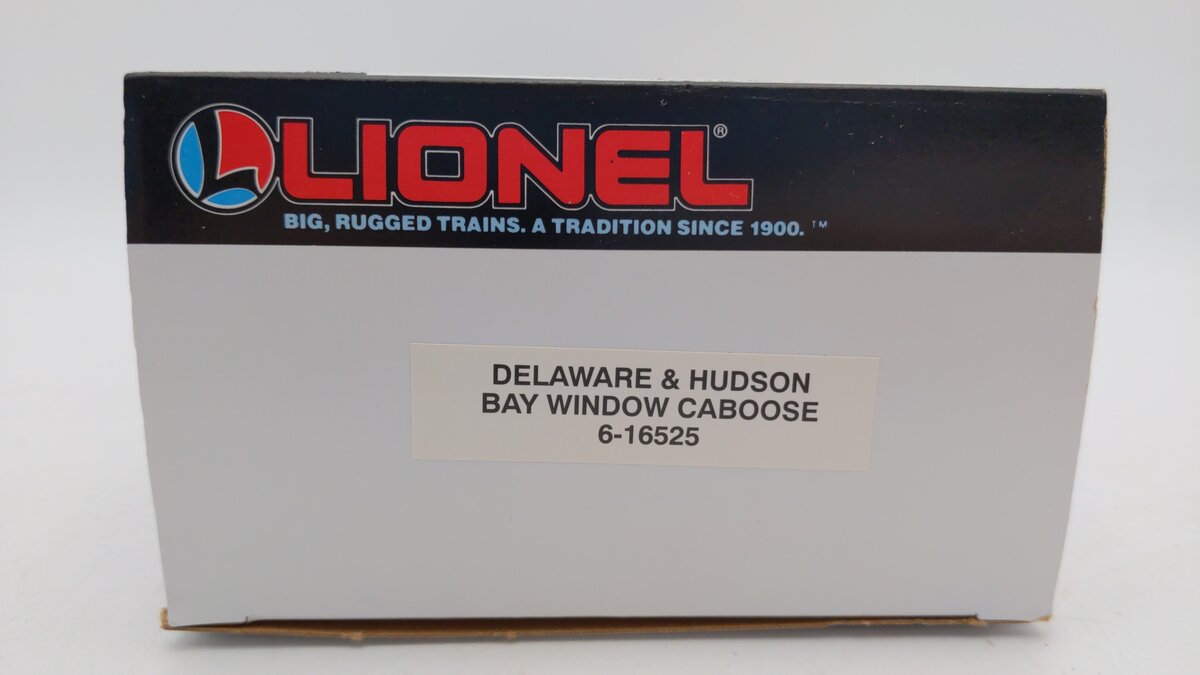 LIONEL®
BIG, RUGGED TRAINS. A TRADITION SINCE 1900.™
DELAWARE & HUDSON
BAY WINDOW CABOOSE
6-16525